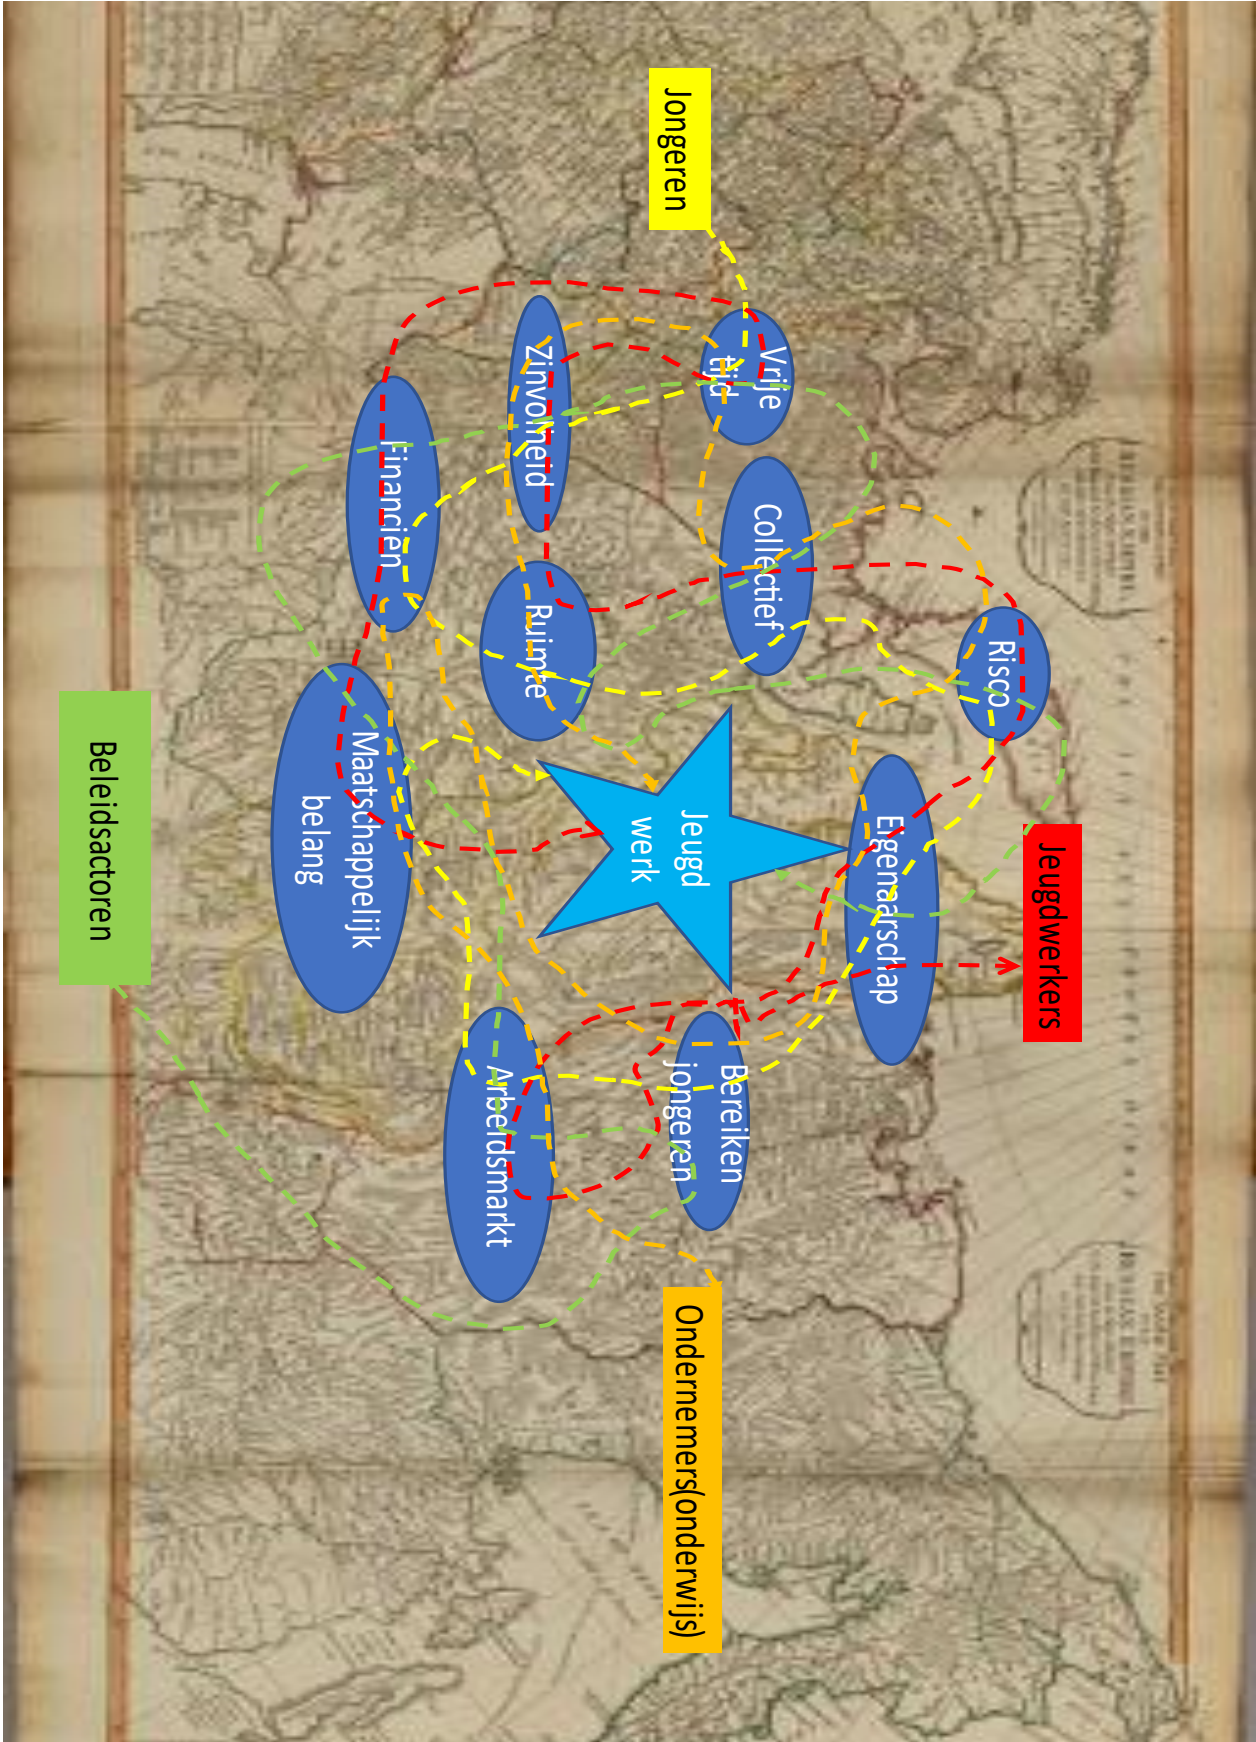 Jeugdwerkers
Risco
Eigenaarschap
Vrije
tijd
Collectief
Bereiken
jongeren
Jongeren
Ondernemers(onderwijs)
Jeugd
werk
Zinvolheid
Ruimte
Arbeidsmarkt
Financiën
Maatschappelijk
belang
Beleidsactoren